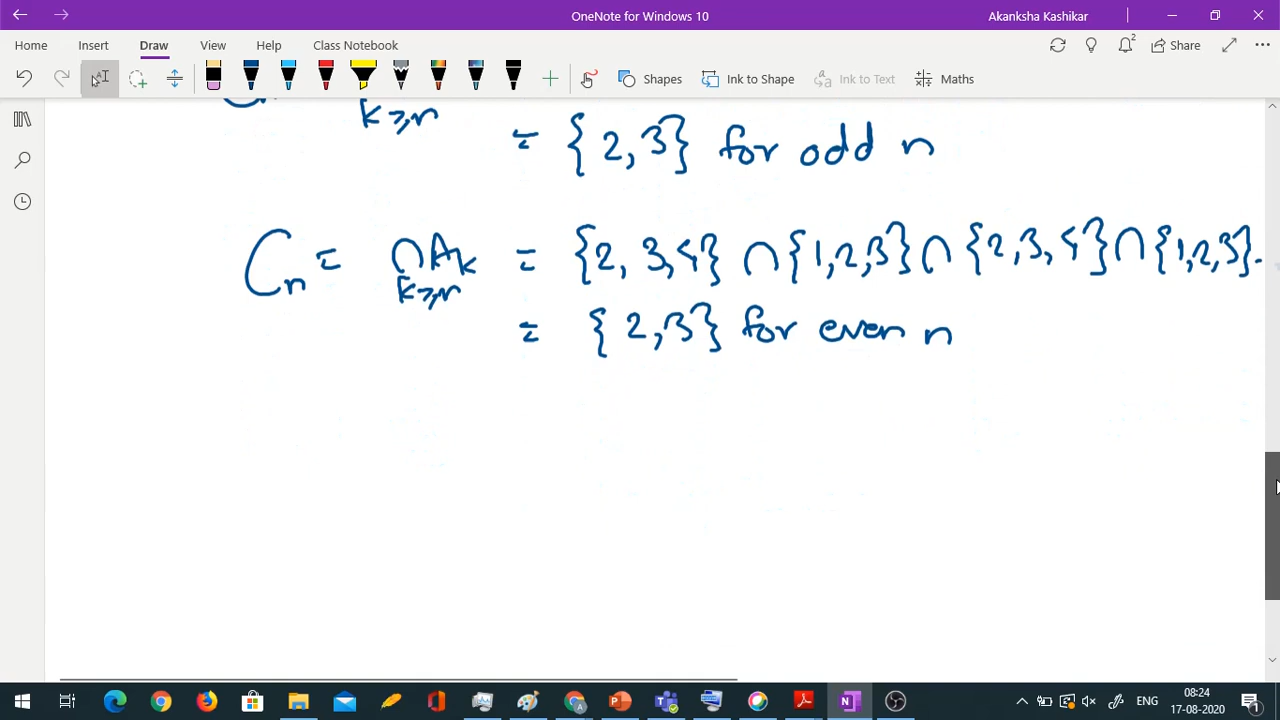 OneNote for Windows 10
Akanksha Kashikar
Home Insert Draw View Help Class Notebook
Share
Shapes Ink to Shape Ink to Text Maths
k≥n
= {2,3} for odd n
Cn = ∩Ak = {2,3,4} ∩ {1,2,3} ∩ {2,3,4} ∩ {1,2,3}.
k≥n
= {2,3} for even n
ENG
08:24
17-08-2020